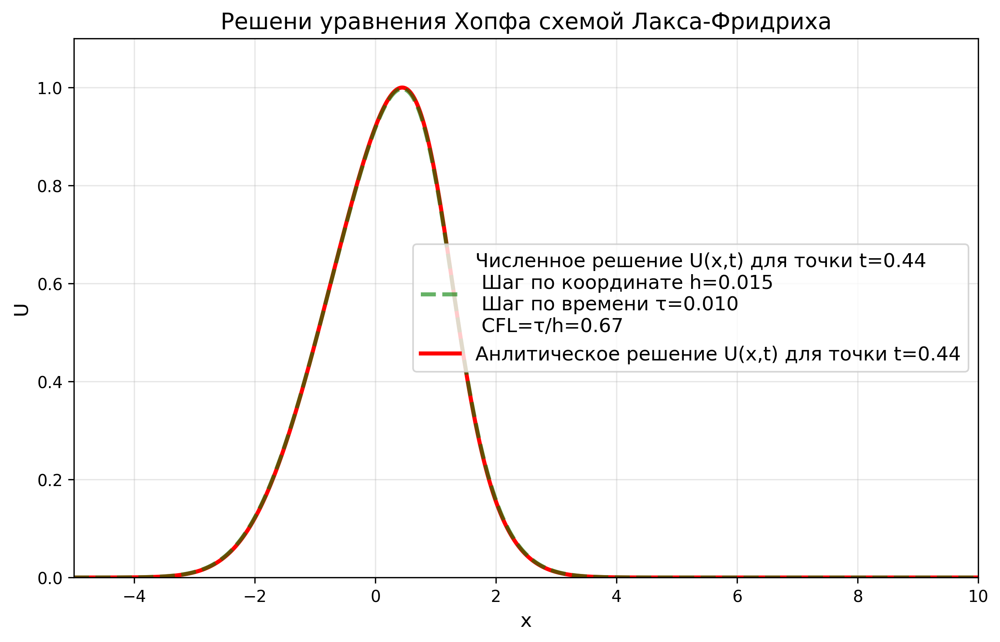 Решени уравнения Хопфа схемой Лакса-Фридриха
U
1.0
0.8
0.6
0.4
0.2
0.0
Численное решение U(x,t) для точки t=0.44
Шаг по координате h=0.015
Шаг по времени τ=0.010
CFL=τ/h=0.67
Анлитическое решение U(x,t) для точки t=0.44
−4 −2 0 2 4 6 8 10
x